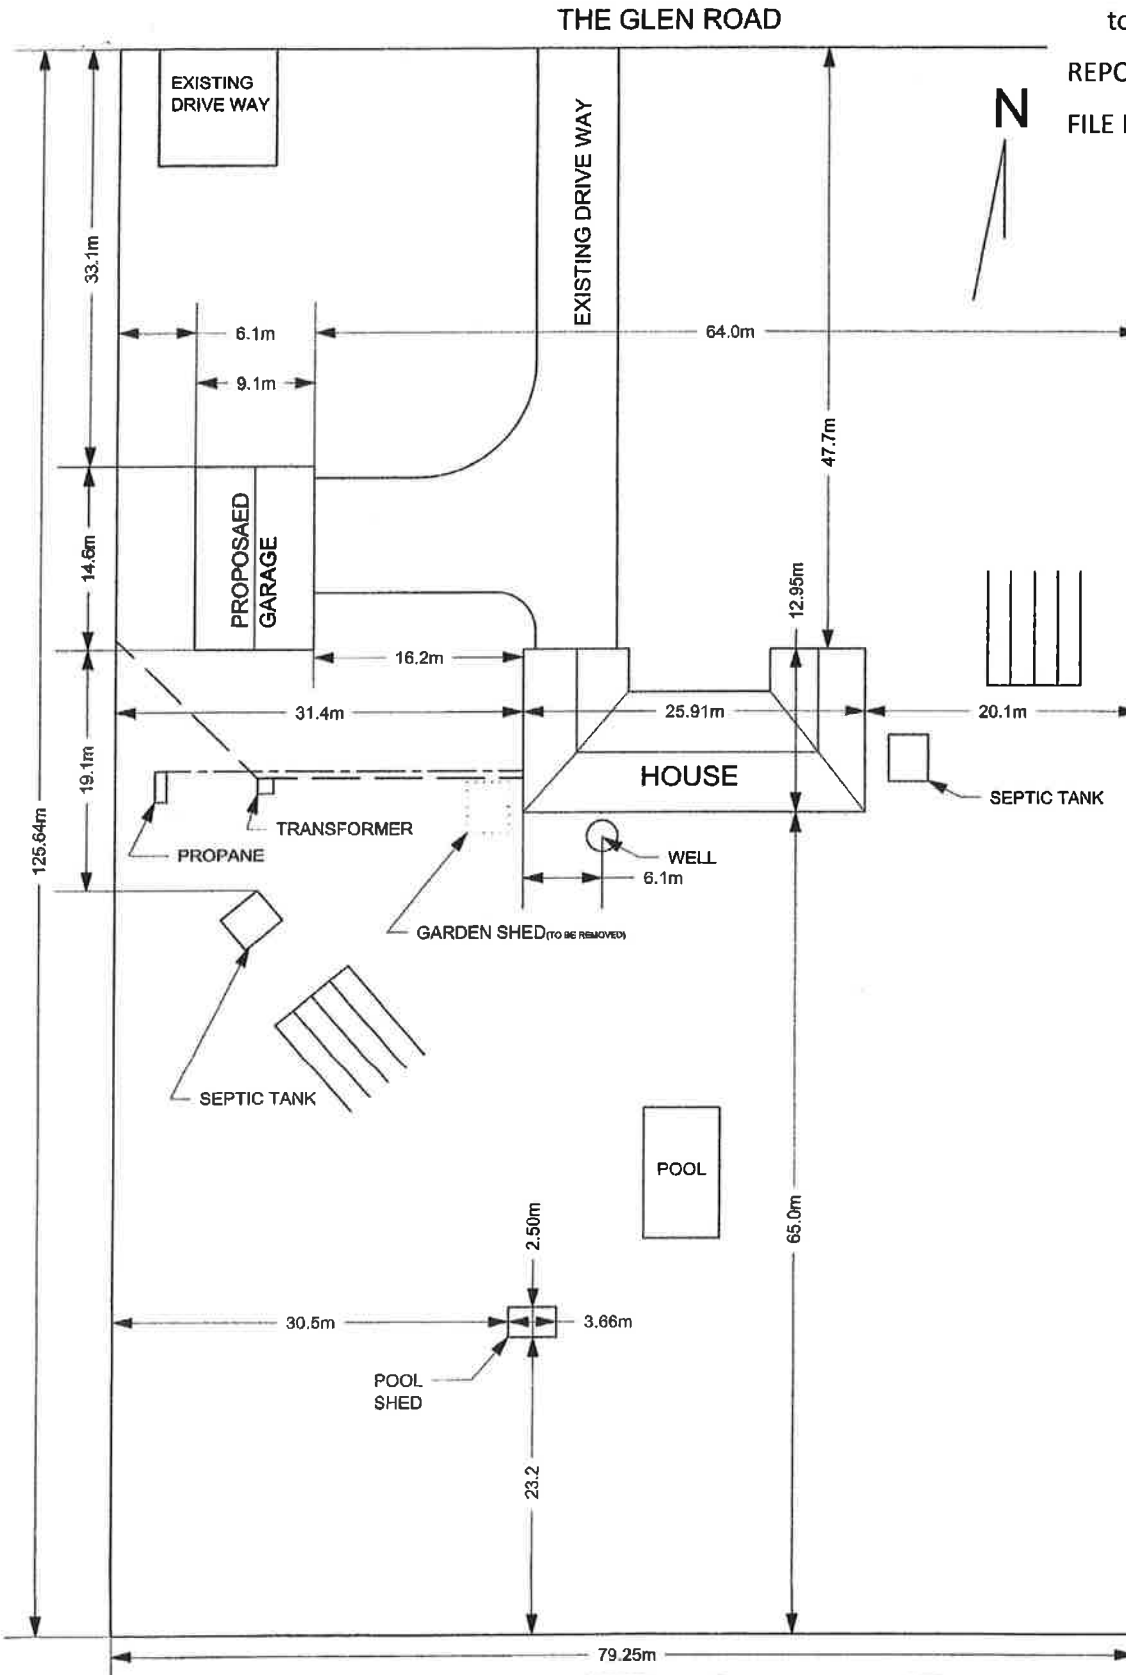 THE GLEN ROAD
to
REPO
FILE
N
EXISTING
DRIVE WAY
EXISTING DRIVE WAY
33.1m
6.1m
64.0m
9.1m
47.7m
PROPOSAED
GARAGE
14.6m
12.95m
16.2m
31.4m
25.91m
20.1m
HOUSE
19.1m
SEPTIC TANK
TRANSFORMER
PROPANE
WELL
6.1m
125.64m
GARDEN SHED(TO BE REMOVED)
SEPTIC TANK
POOL
2.50m
65.0m
30.5m
3.66m
POOL
SHED
23.2
79.25m